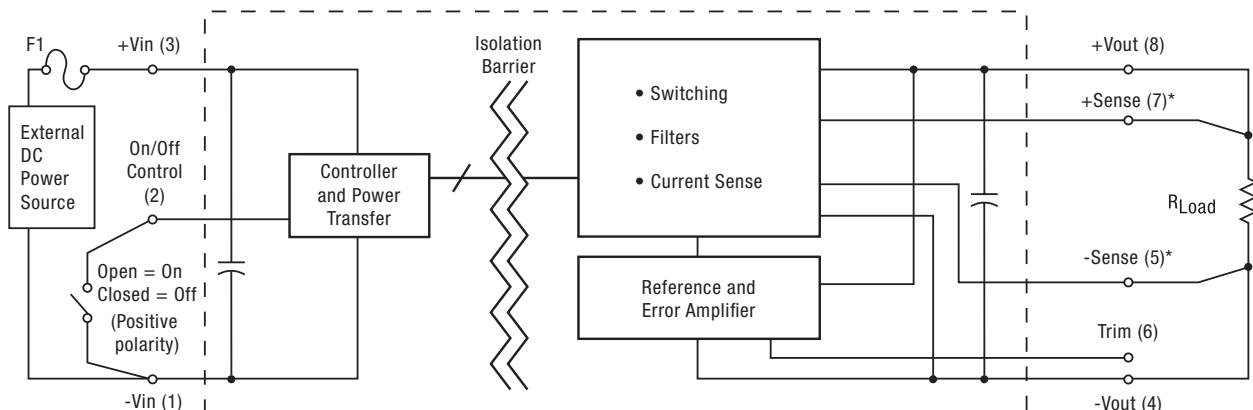 F1
+Vin (3)
External
DC
Power
Source
On/Off
Control
(2)
Open = On
Closed = Off
(Positive
polarity)
-Vin (1)
Controller
and Power
Transfer
Isolation
Barrier
• Switching
• Filters
• Current Sense
Reference and
Error Amplifier
+Vout (8)
+Sense (7)*
RLoad
-Sense (5)*
Trim (6)
-Vout (4)